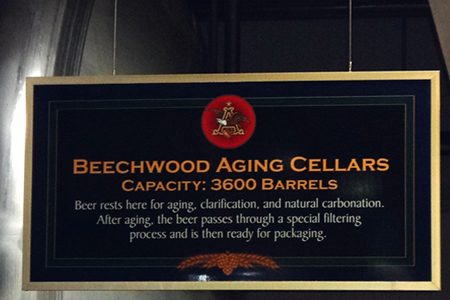 BEECHWOOD AGING CELLARS
CAPACITY: 3600 BARRELS
Beer rests here for aging, clarification, and natural carbonation.
After aging, the beer passes through a special filtering
process and is then ready for packaging.